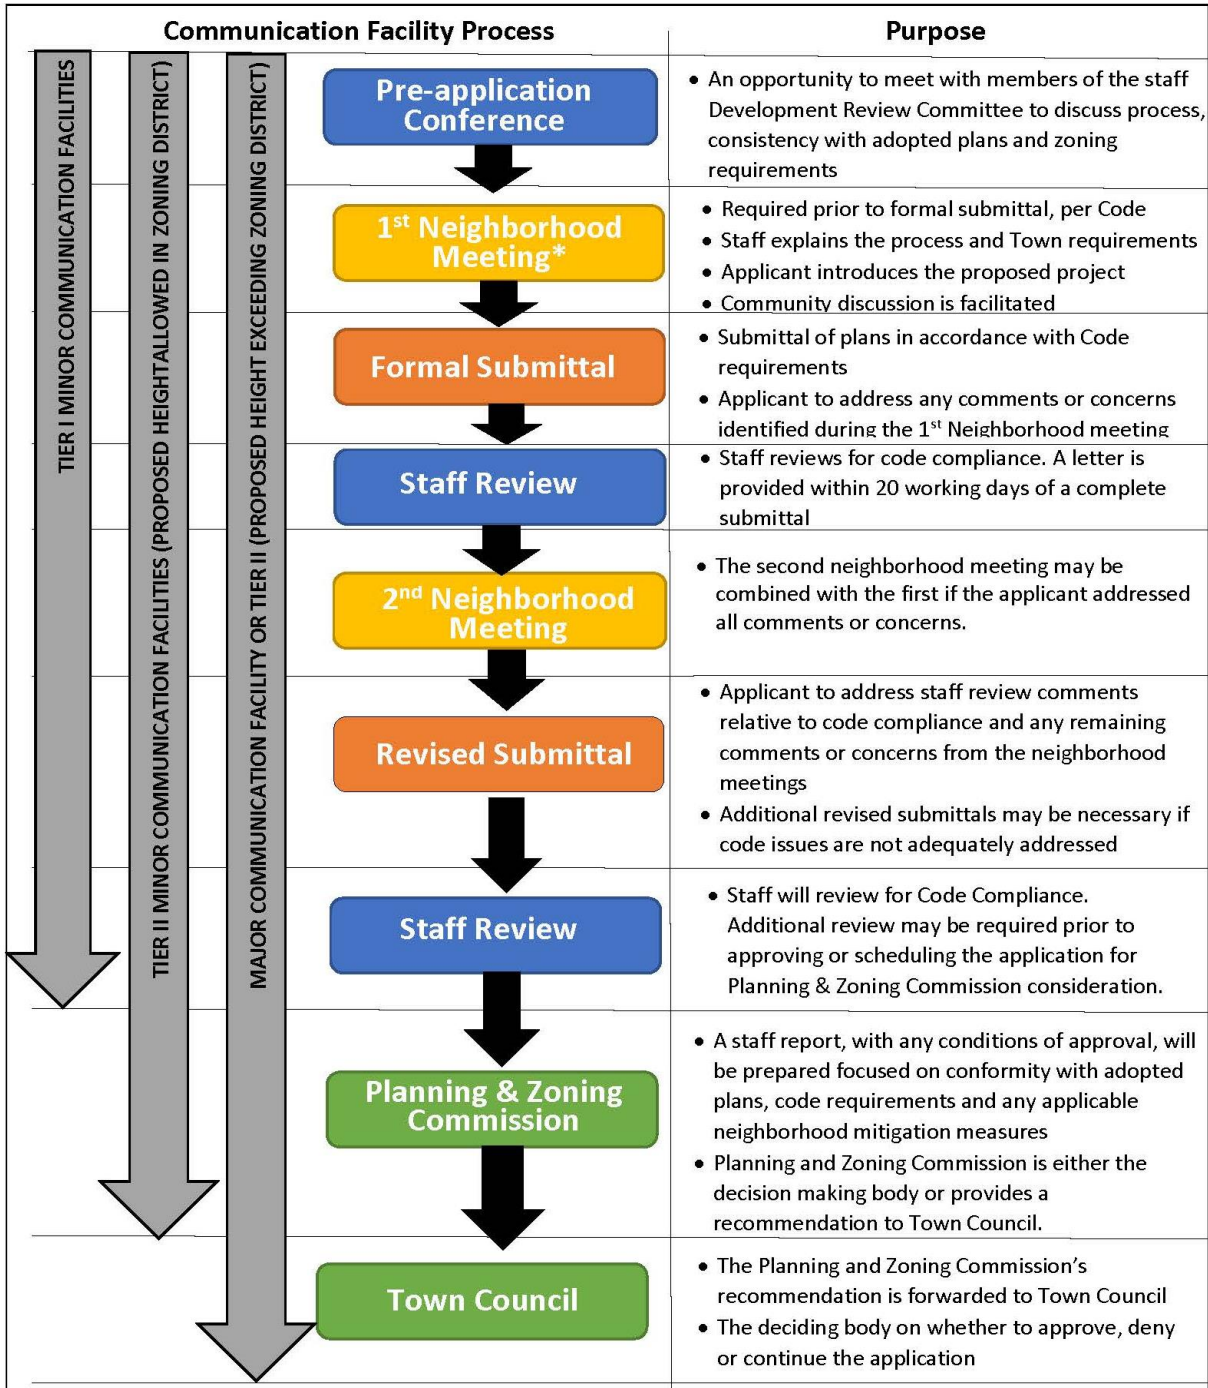 Communication Facility Process
Purpose
TIER I MINOR COMMUNICATION FACILITIES
TIER II MINOR COMMUNICATION FACILITIES (PROPOSED HEIGHT ALLOWED IN ZONING DISTRICT)
MAJOR COMMUNICATION FACILITY OR TIER II (PROPOSED HEIGHT EXCEEDING ZONING DISTRICT)
Pre-application
Conference
• An opportunity to meet with members of the staff
Development Review Committee to discuss process,
consistency with adopted plans and zoning
requirements
1st Neighborhood
Meeting*
• Required prior to formal submittal, per Code
• Staff explains the process and Town requirements
• Applicant introduces the proposed project
• Community discussion is facilitated
Formal Submittal
• Submittal of plans in accordance with Code
requirements
• Applicant to address any comments or concerns
identified during the 1st Neighborhood meeting
Staff Review
• Staff reviews for code compliance. A letter is
provided within 20 working days of a complete
submittal
2nd Neighborhood
Meeting
• The second neighborhood meeting may be
combined with the first if the applicant addressed
all comments or concerns.
Revised Submittal
• Applicant to address staff review comments
relative to code compliance and any remaining
comments or concerns from the neighborhood
meetings
• Additional revised submittals may be necessary if
code issues are not adequately addressed
Staff Review
• Staff will review for Code Compliance.
Additional review may be required prior to
approving or scheduling the application for
Planning & Zoning Commission consideration.
Planning & Zoning
Commission
• A staff report, with any conditions of approval, will
be prepared focused on conformity with adopted
plans, code requirements and any applicable
neighborhood mitigation measures
• Planning and Zoning Commission is either the
decision making body or provides a
recommendation to Town Council.
Town Council
• The Planning and Zoning Commission's
recommendation is forwarded to Town Council
• The deciding body on whether to approve, deny
or continue the application